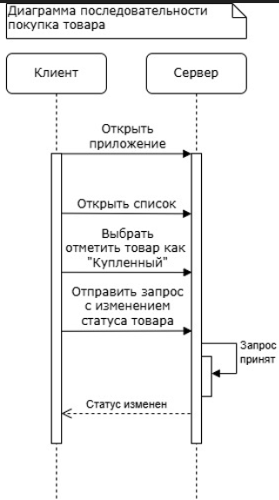 Диаграмма последовательности
покупка товара
Клиент
Сервер
Открыть
приложение
Открыть список
Выбрать
отметить товар как
"Купленный"
Отправить запрос
с изменением
статуса товара
Запрос
принят
Статус изменен